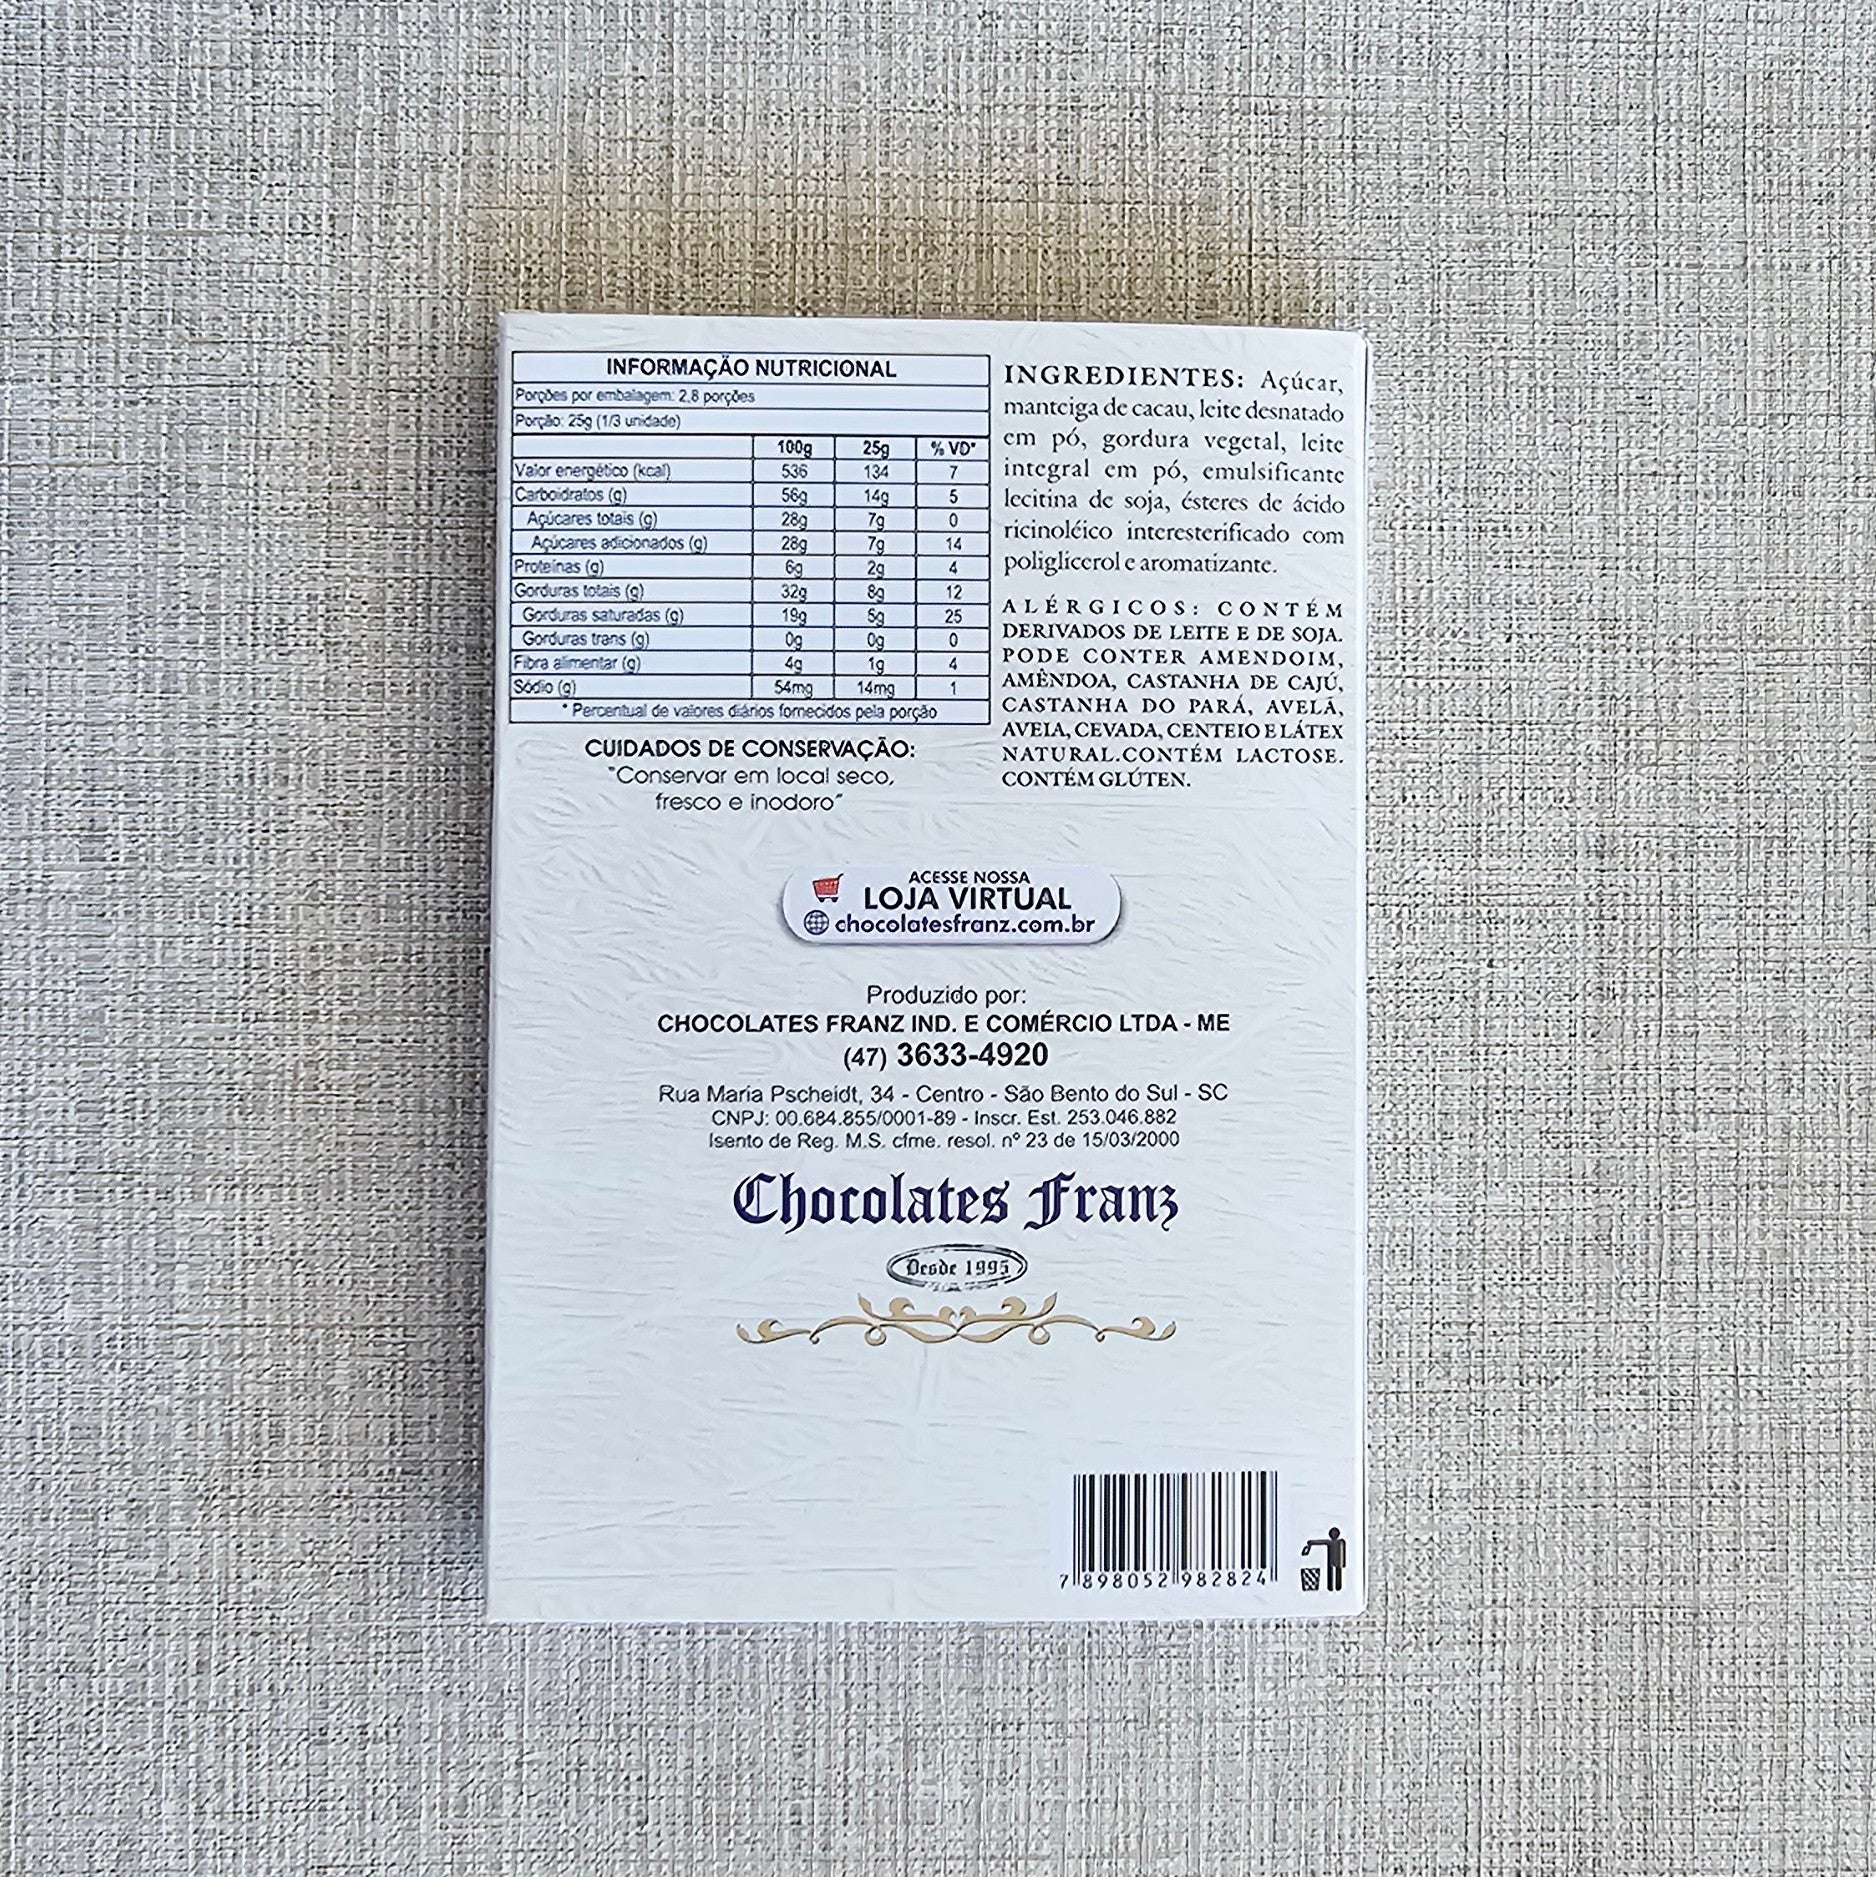 INFORMAÇÃO NUTRICIONAL
Porções por embalagem: 2,8 porções
Porção: 25g (1/3 unidade)
100g 25g % VD*
Valor energético (kcal) 536 134 7
Carboidratos (g) 56g 14g 5
Açúcares totais (g) 28g 7g 0
Açúcares adicionados (g) 28g 7g 14
Proteínas (g) 6g 2g 4
Gorduras totais (g) 32g 8g 12
Gorduras saturadas (g) 19g 5g 25
Gorduras trans (g) 0g 0g 0
Fibra alimentar (g) 4g 1g 4
Sódio (g) 54mg 14mg 1
* Percentual de valores diários fornecidos pela porção
CUIDADOS DE CONSERVAÇÃO:
"Conservar em local seco,
fresco e inodoro"
INGREDIENTES: Açúcar,
manteiga de cacau, leite desnatado
em pó, gordura vegetal, leite
integral em pó, emulsificante
lecitina de soja, ésteres de ácido
ricinoléico interesterificado com
poliglicerol e aromatizante.
ALÉRGICOS: CONTÉM
DERIVADOS DE LEITE E DE SOJA.
PODE CONTER AMENDOIM,
AMÊNDOA, CASTANHA DE CAJÚ,
CASTANHA DO PARÁ, AVELÃ,
AVEIA, CEVADA, CENTEIO E LÁTEX
NATURAL.CONTÉM LACTOSE.
CONTÉM GLÚTEN.
ACESSE NOSSA
LOJA VIRTUAL
chocolatesfranz.com.br
Produzido por:
CHOCOLATES FRANZ IND. E COMÉRCIO LTDA - ME
(47) 3633-4920
Rua Maria Pscheidt, 34 - Centro - São Bento do Sul - SC
CNPJ: 00.684.855/0001-89 - Inscr. Est. 253.046.882
Isento de Reg. M.S. cfme. resol. nº 23 de 15/03/2000
Chocolates Franz
Desde 1995
7 898052 982824